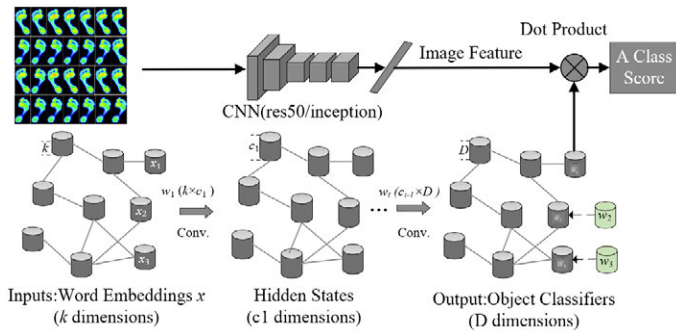 Dot Product
Image Feature
A Class
Score
CNN(res50/inception)
k
x₁
c₁
D
w₁ (k×c₁)
wₜ (cₜ₋₁×D)
x₂
w₂
...
Conv.
Conv.
x₃
w₃
Inputs:Word Embeddings x
(k dimensions)
Hidden States
(c1 dimensions)
Output:Object Classifiers
(D dimensions)